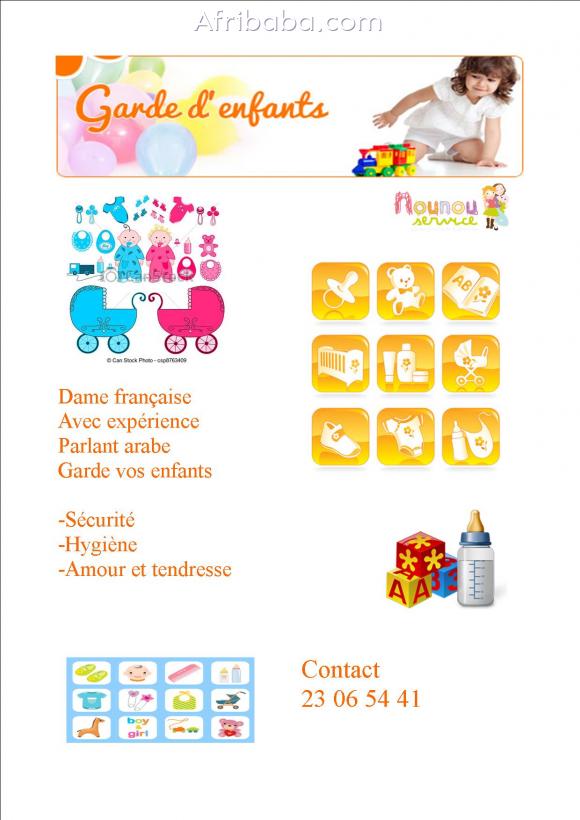 Afribaba.com
Garde d'enfants
nounou
service
© Can Stock Photo - csp8763409
Dame française
Avec expérience
Parlant arabe
Garde vos enfants
-Sécurité
-Hygiène
-Amour et tendresse
AB
A A B
boy &
girl
Contact
23 06 54 41